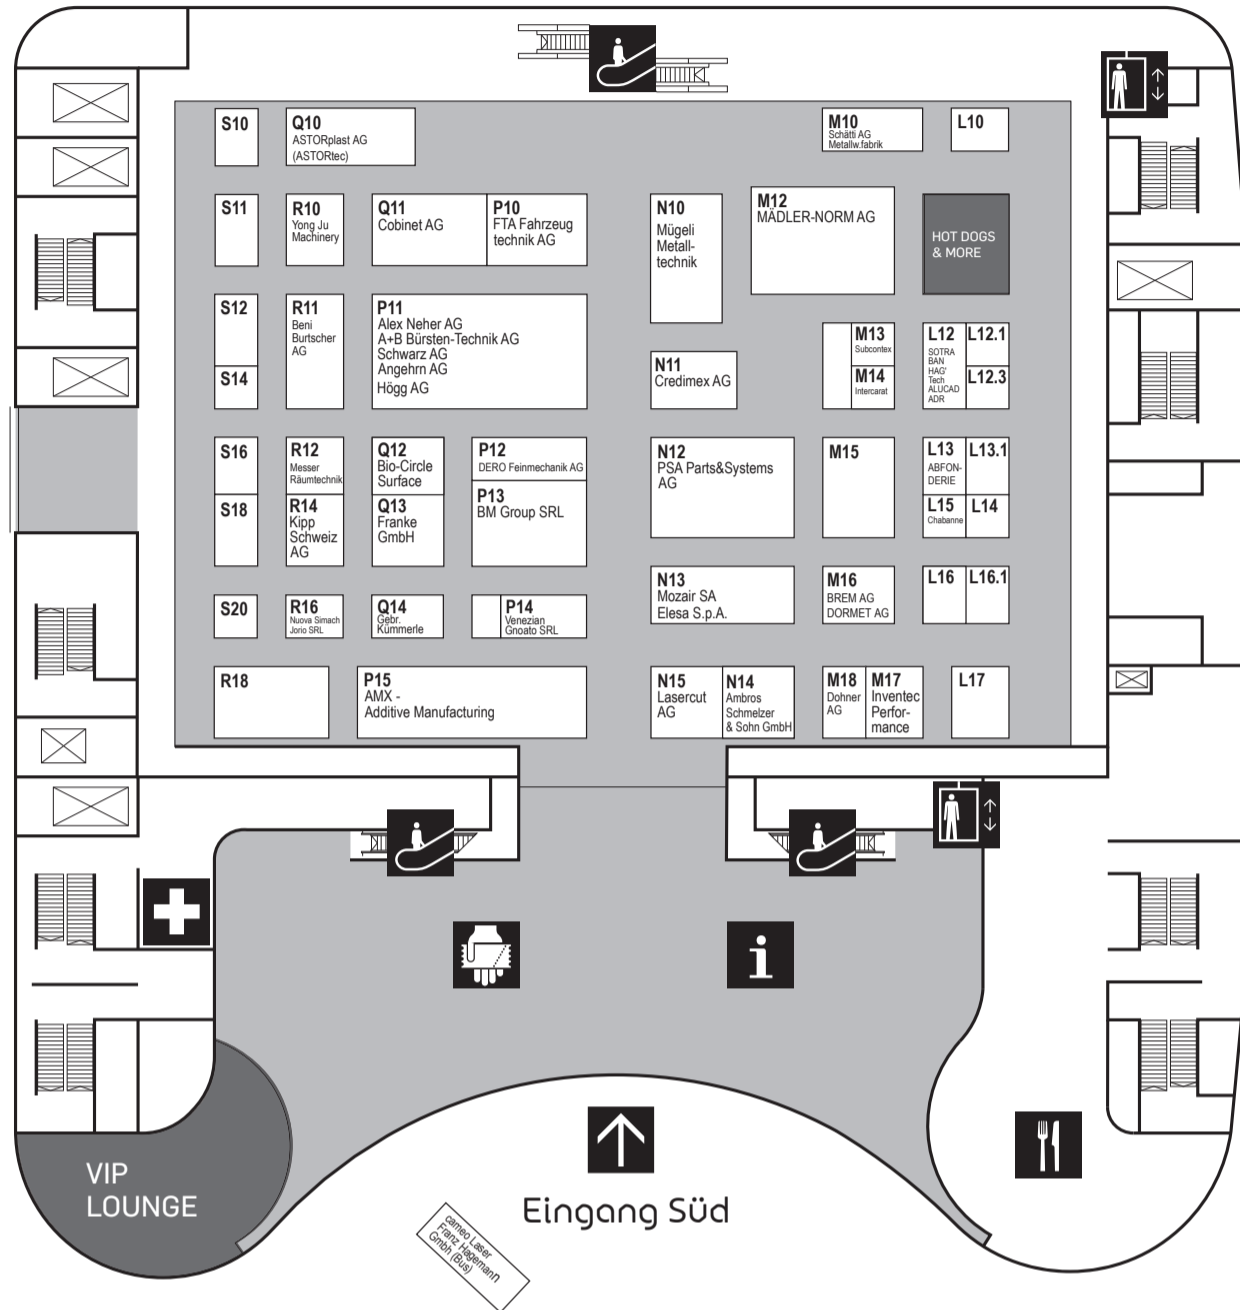 S10
Q10
ASTORplast AG
(ASTORtec)
M10
Schätti AG
Metallw.fabrik
L10
S11
R10
Yong Ju
Machinery
Q11
Cobinet AG
P10
FTA Fahrzeug
technik AG
N10
Mügeli
Metall-
technik
M12
MÄDLER-NORM AG
HOT DOGS
& MORE
S12
R11
Beni
Burtscher
AG
P11
Alex Neher AG
A+B Bürsten-Technik AG
Schwarz AG
Angehrn AG
Högg AG
S14
N11
Credimex AG
M13
Subcontex
M14
Intercarat
L12
SOTRA
BAN
HAG'
Tech
ALUCAD
ADR
L12.1
L12.3
S16
R12
Messer
Räumtechnik
Q12
Bio-Circle
Surface
P12
DERO Feinmechanik AG
N12
PSA Parts&Systems
AG
M15
L13
ABFON-
DERIE
L13.1
S18
R14
Kipp
Schweiz
AG
Q13
Franke
GmbH
P13
BM Group SRL
L15
Chabanne
L14
S20
R16
Nuova Simach
Jorio SRL
Q14
Gebr.
Kümmerle
P14
Venezian
Gnoato SRL
N13
Mozair SA
Elesa S.p.A.
M16
BREM AG
DORMET AG
L16
L16.1
R18
P15
AMX -
Additive Manufacturing
N15
Lasercut
AG
N14
Ambros
Schmelzer
& Sohn GmbH
M18
Dohner
AG
M17
Inventec
Perfor-
mance
L17
i
VIP
LOUNGE
Eingang Süd
cameo Laser
Franz Hagemann
Gmbh (Bus)